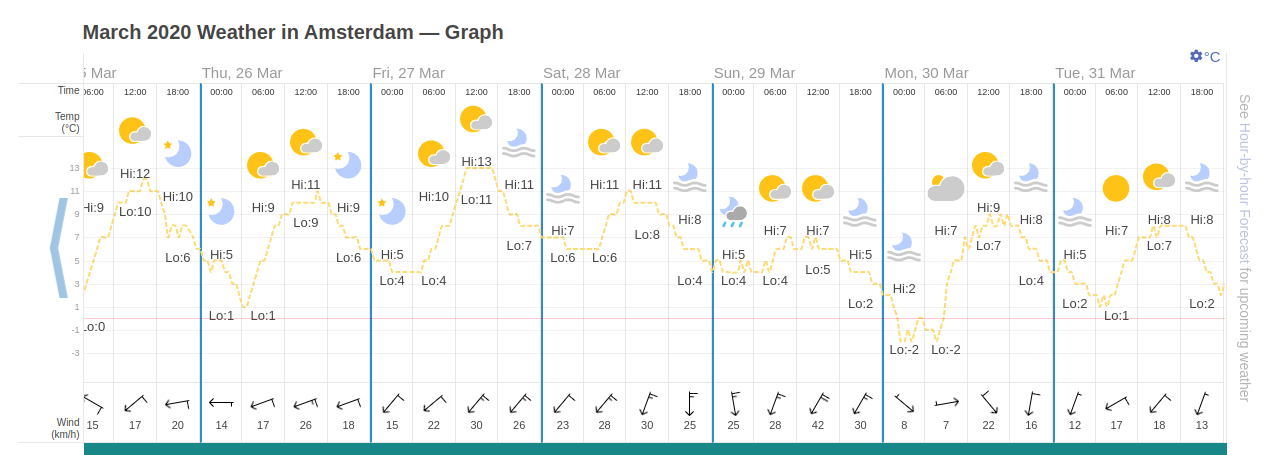 March 2020 Weather in Amsterdam — Graph
°C
5 Mar Thu, 26 Mar Fri, 27 Mar Sat, 28 Mar Sun, 29 Mar Mon, 30 Mar Tue, 31 Mar
Time 06:00 12:00 18:00 00:00 06:00 12:00 18:00 00:00 06:00 12:00 18:00 00:00 06:00 12:00 18:00 00:00 06:00 12:00 18:00 00:00 06:00 12:00 18:00 00:00 06:00 12:00 18:00
Temp
(°C)
13
11
9
7
5
3
1
-1
-3
Hi:9 Hi:12 Hi:10 Hi:5 Hi:9 Hi:11 Hi:9 Hi:5 Hi:10 Hi:13 Hi:11 Hi:7 Hi:11 Hi:11 Hi:8 Hi:5 Hi:7 Hi:7 Hi:5 Hi:2 Hi:7 Hi:9 Hi:8 Hi:5 Hi:7 Hi:8 Hi:8
Lo:0 Lo:10 Lo:6 Lo:1 Lo:1 Lo:9 Lo:6 Lo:4 Lo:4 Lo:11 Lo:7 Lo:6 Lo:6 Lo:8 Lo:4 Lo:4 Lo:4 Lo:5 Lo:2 Lo:-2 Lo:-2 Lo:7 Lo:4 Lo:2 Lo:1 Lo:7 Lo:2
Wind
(km/h)
15 17 20 14 17 26 18 15 22 30 26 23 28 30 25 25 28 42 30 8 7 22 16 12 17 18 13
See Hour-by-hour Forecast for upcoming weather